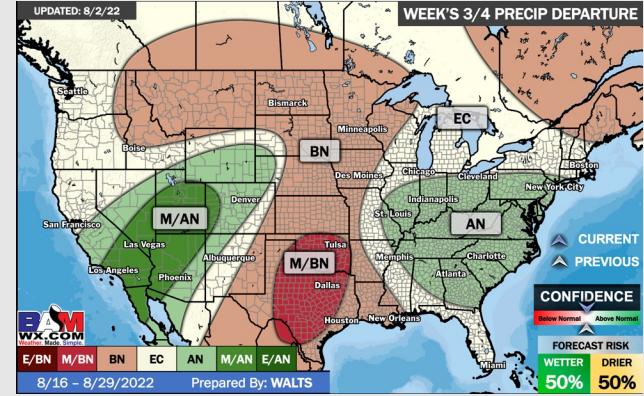 UPDATED: 8/2/22
WEEK'S 3/4 PRECIP DEPARTURE
Seattle
Bismarck
EC
Minneapolis
Boise
BN
Boston
Chicago
Cleveland
Des Moines
New York City
Denver
Indianapolis
M/AN
St. Louis
AN
San Francisco
Las Vegas
Tulsa
CURRENT
Albuquerque
M/BN
Memphis
Charlotte
PREVIOUS
Los Angeles
Phoenix
Dallas
Atlanta
CONFIDENCE
Below Normal
Above Normal
Houston
New Orleans
BAM
WX.COM
Weather. Made. Simple.
FORECAST RISK
E/BN M/BN BN EC AN M/AN E/AN
Miami
WETTER
DRIER
50%
50%
8/16 – 8/29/2022
Prepared By: WALTS